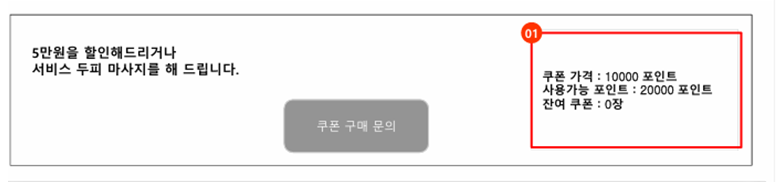 5만원을 할인해드리거나
서비스 두피 마사지를 해 드립니다.
쿠폰 구매 문의
01
쿠폰 가격 : 10000 포인트
사용가능 포인트 : 20000 포인트
잔여 쿠폰 : 0장